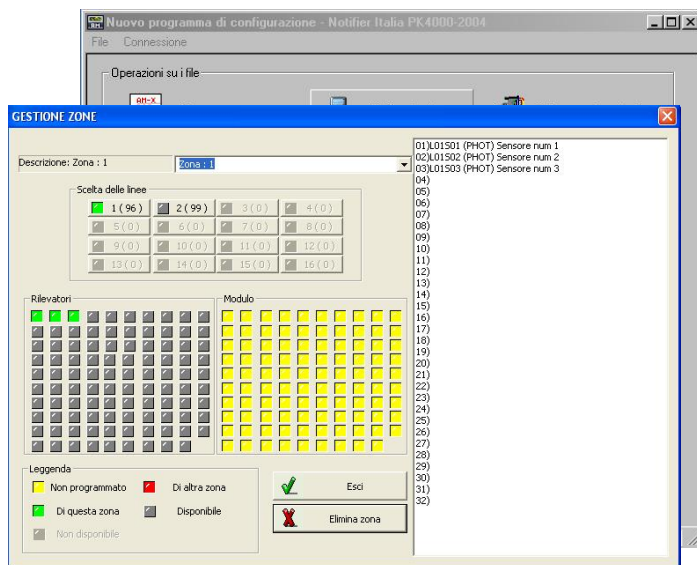 Nuovo programma di configurazione - Notifier Italia PK4000-2004
File Connessione
Operazioni su i file
AM-X
GESTIONE ZONE
Descrizione: Zona : 1
Zona : 1
Scelta delle linee
1 ( 96 ) 2 ( 99 ) 3 ( 0 ) 4 ( 0 )
5 ( 0 ) 6 ( 0 ) 7 ( 0 ) 8 ( 0 )
9 ( 0 ) 10 ( 0 ) 11 ( 0 ) 12 ( 0 )
13 ( 0 ) 14 ( 0 ) 15 ( 0 ) 16 ( 0 )
Rilevatori
Modulo
Leggenda
Non programmato Di altra zona
Di questa zona Disponibile
Non disponibile
Esci
Elimina zona
01)L01S01 (PHOT) Sensore num 1
02)L01S02 (PHOT) Sensore num 2
03)L01S03 (PHOT) Sensore num 3
04)
05)
06)
07)
08)
09)
10)
11)
12)
13)
14)
15)
16)
17)
18)
19)
20)
21)
22)
23)
24)
25)
26)
27)
28)
29)
30)
31)
32)